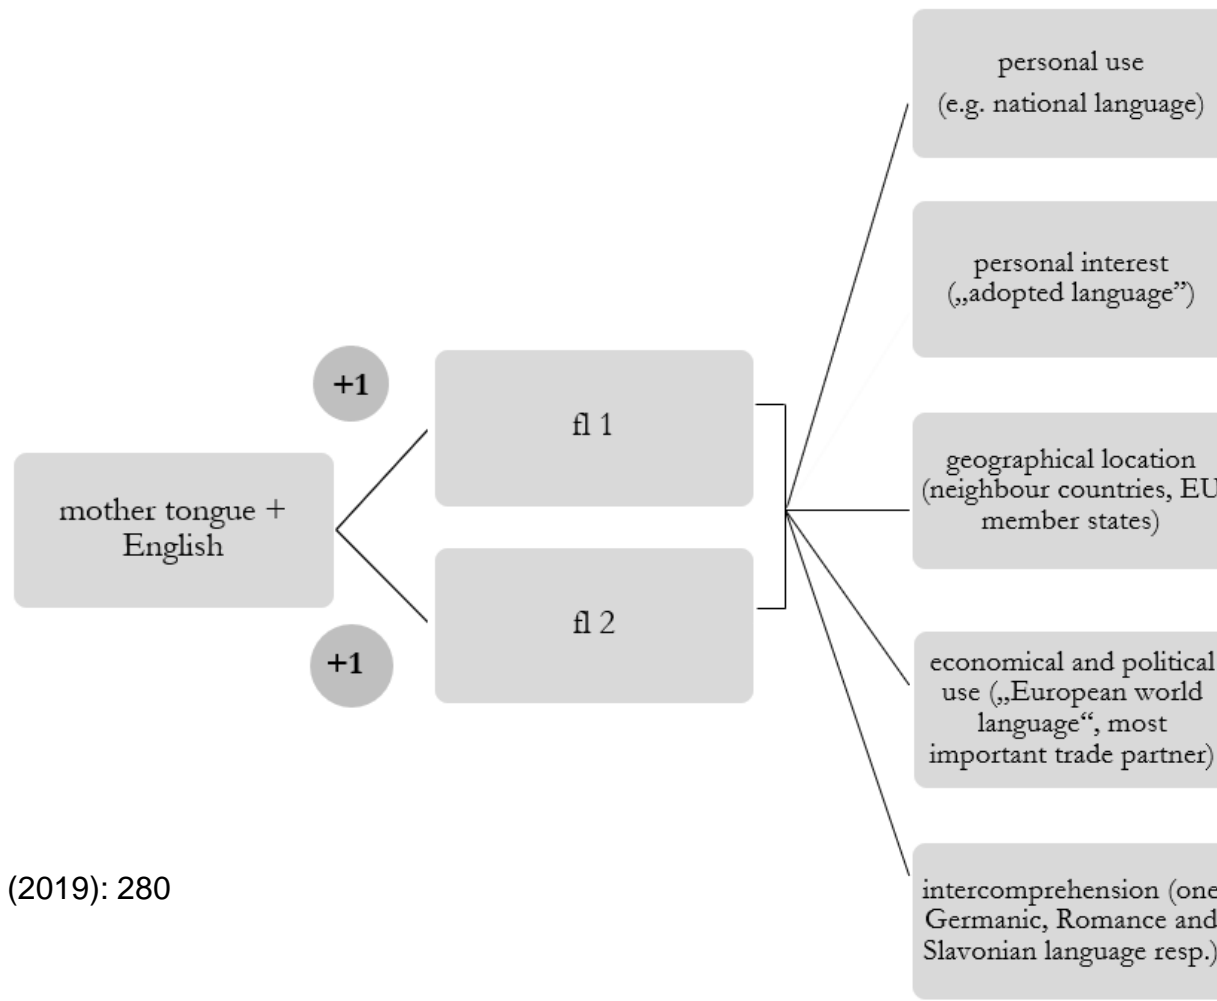 personal use
(e.g. national language)
personal interest
(„adopted language”)
+1
fl 1
geographical location
(neighbour countries, EU
member states)
mother tongue +
English
fl 2
+1
economical and political
use („European world
language“, most
important trade partner)
(2019): 280
intercomprehension (one
Germanic, Romance and
Slavonian language resp.)